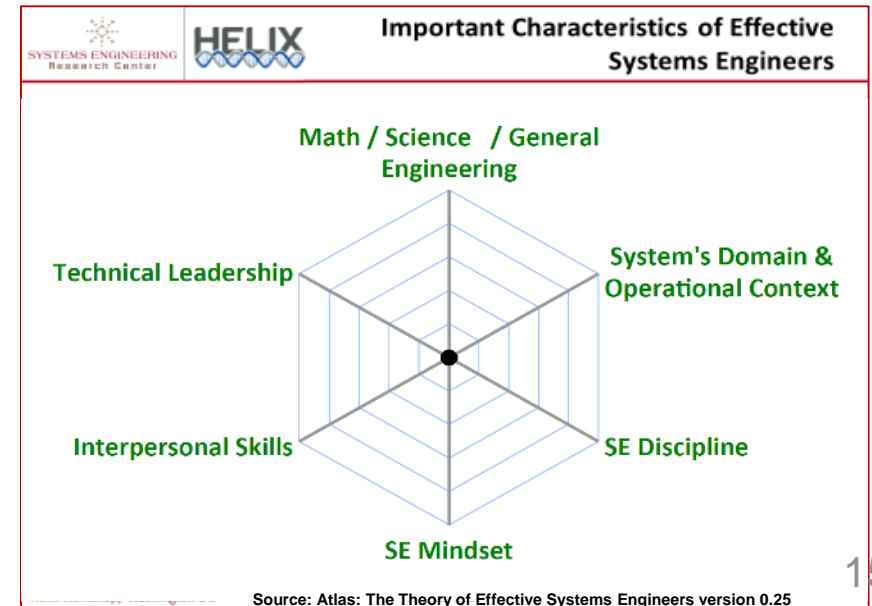 SYSTEMS ENGINEERING
Research Center
HELIX
Important Characteristics of Effective
Systems Engineers
Math / Science / General
Engineering
Technical Leadership
System's Domain &
Operational Context
Interpersonal Skills
SE Discipline
SE Mindset
15
Source: Atlas: The Theory of Effective Systems Engineers version 0.25